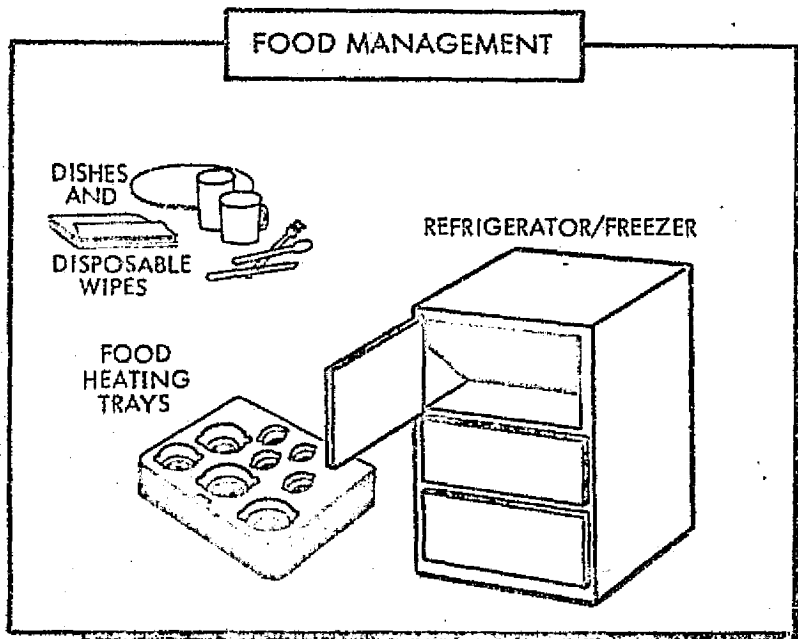 FOOD MANAGEMENT
DISHES
AND
DISPOSABLE
WIPES
REFRIGERATOR/FREEZER
FOOD
HEATING
TRAYS